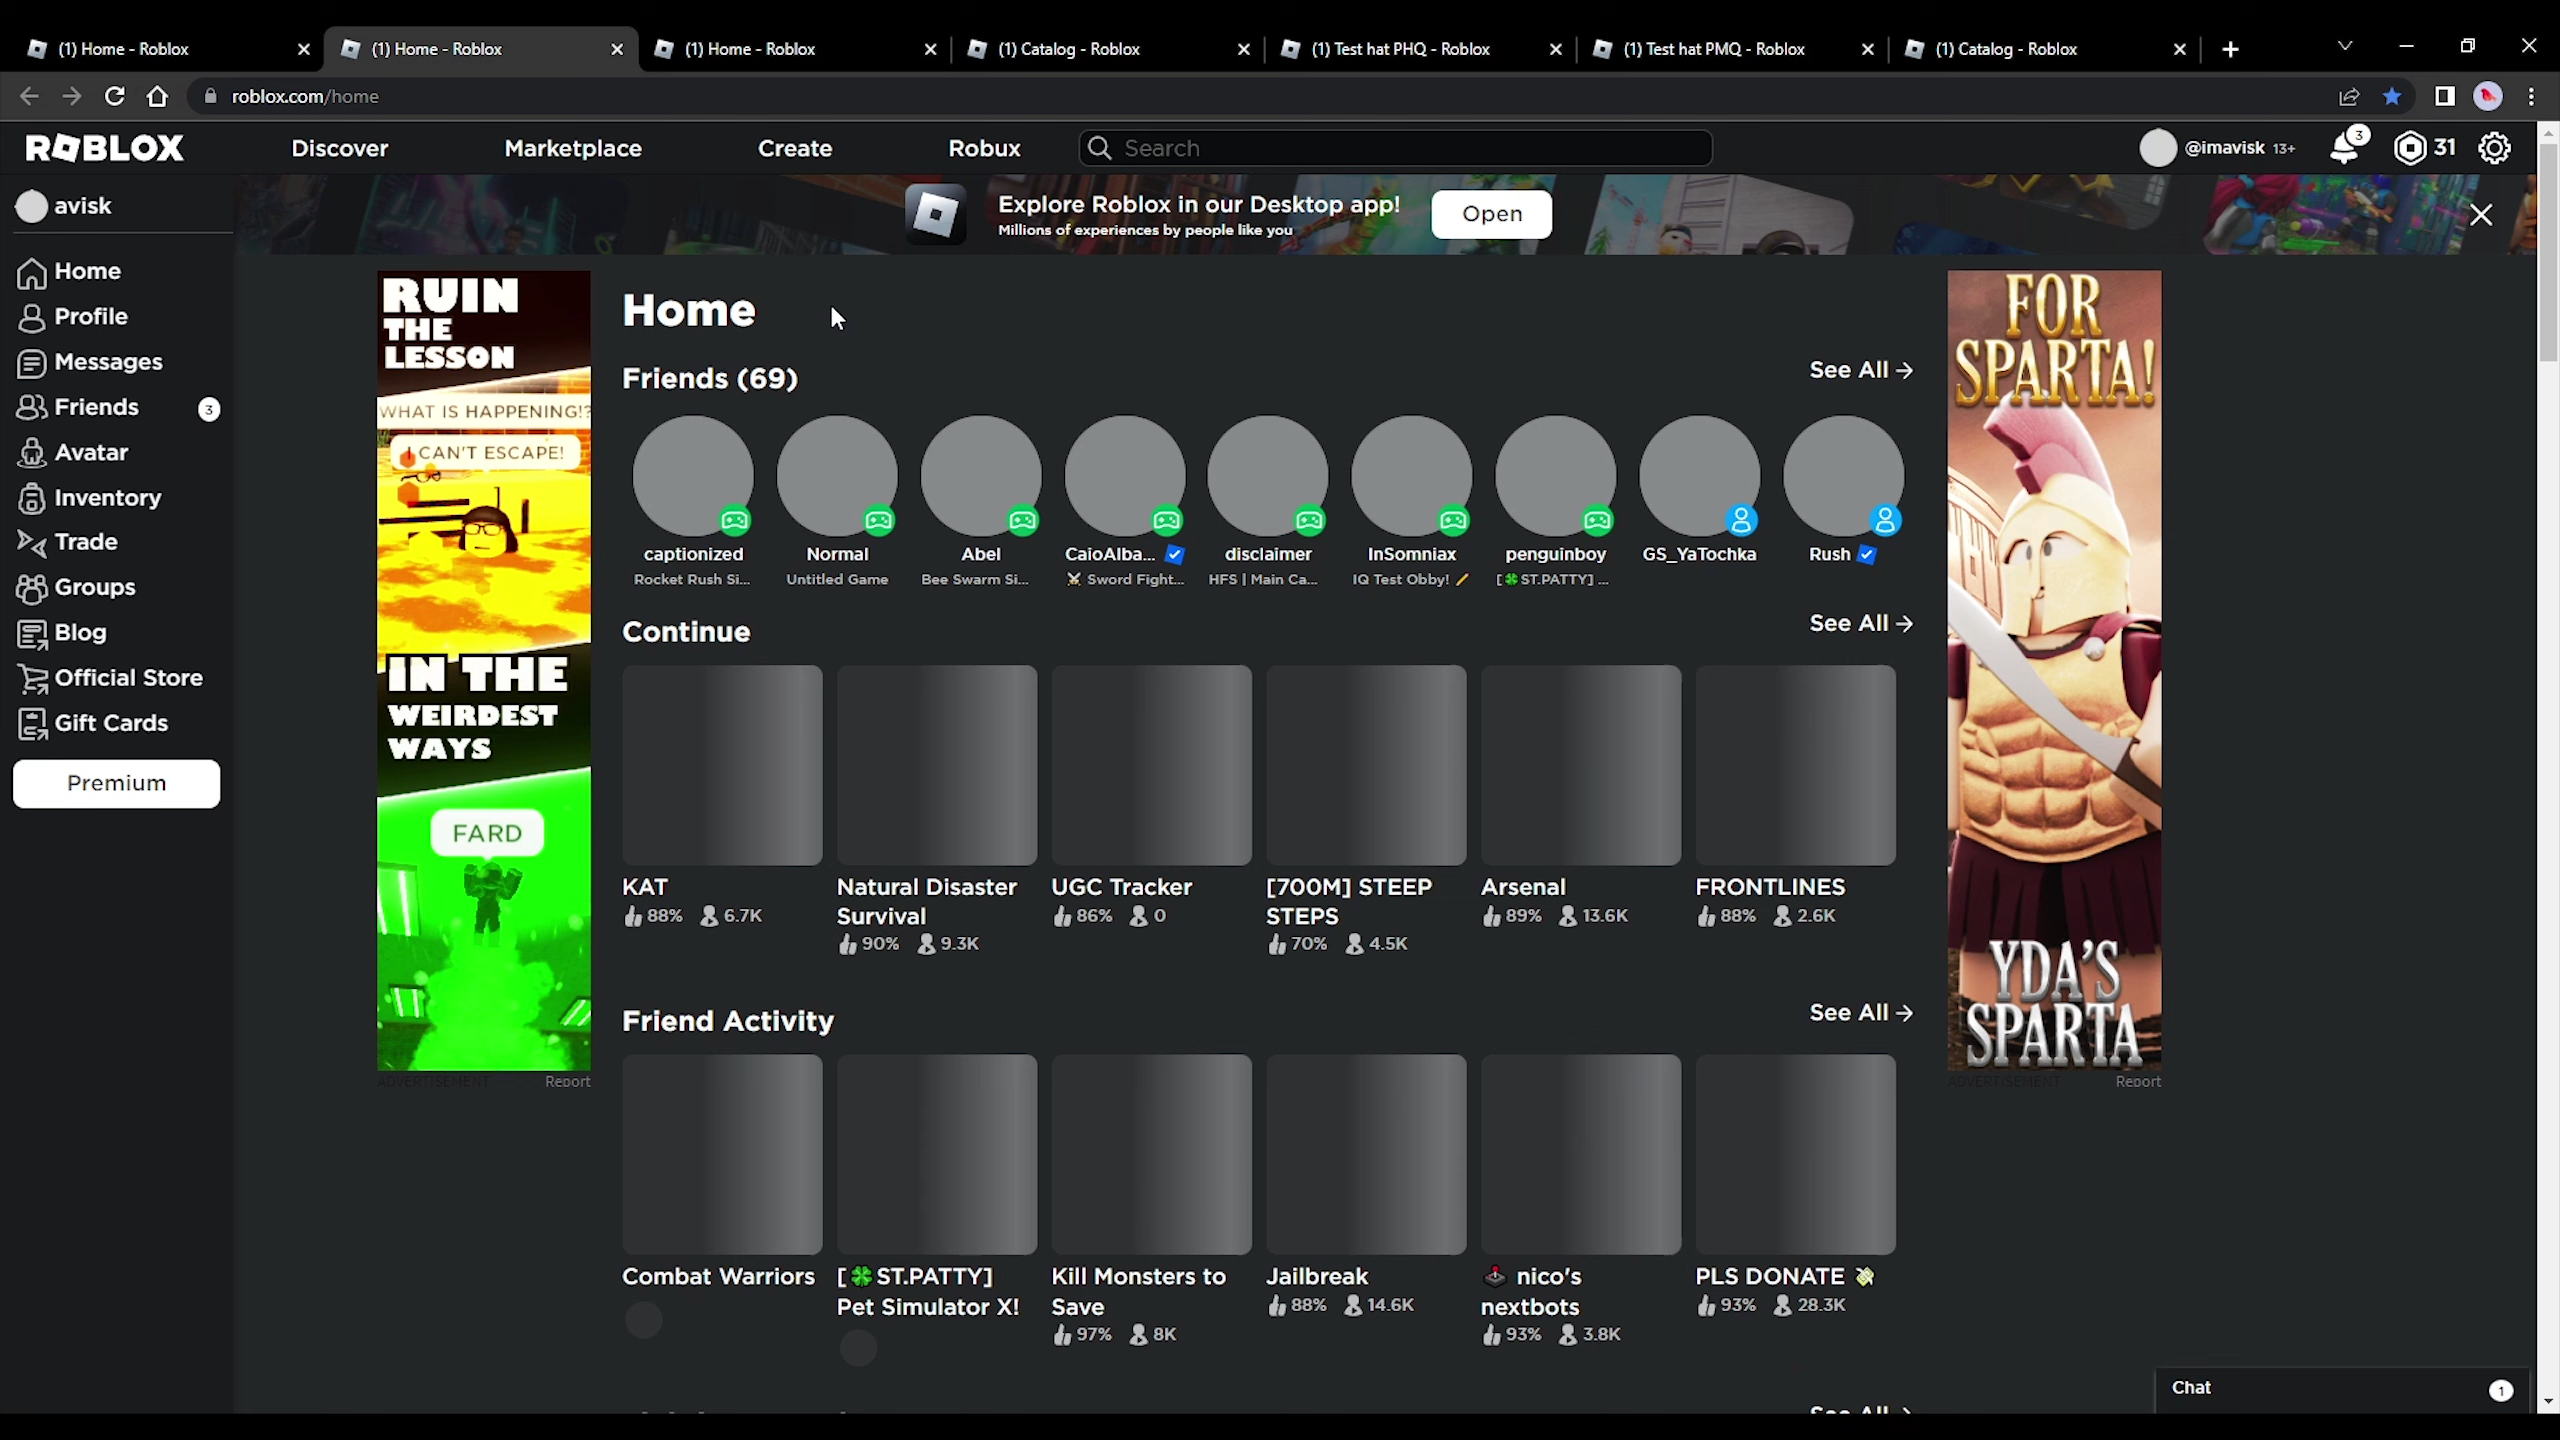 (1) Home - Roblox
(1) Home - Roblox
(1) Home - Roblox
(1) Catalog - Roblox
(1) Test hat PHQ - Roblox
(1) Test hat PMQ - Roblox
(1) Catalog - Roblox
roblox.com/home
ROBLOX
Discover
Marketplace
Create
Robux
Search
@imavisk 13+
3
31
avisk
Explore Roblox in our Desktop app!
Millions of experiences by people like you
Open
Home
Profile
Messages
Friends 3
Avatar
Inventory
Trade
Groups
Blog
Official Store
Gift Cards
Premium
RUIN
THE
LESSON
WHAT IS HAPPENING!?
I CAN'T ESCAPE!
IN THE
WEIRDEST
WAYS
FARD
ADVERTISEMENT Report
Home
Friends (69)
See All →
captionized
Rocket Rush Si...
Normal
Untitled Game
Abel
Bee Swarm Si...
CaioAlba...
⚔ Sword Fight...
disclaimer
HFS | Main Ca...
InSomniax
IQ Test Obby! 
penguinboy
[🍀ST.PATTY] ...
GS_YaTochka
Rush
Continue
See All →
KAT
88% 6.7K
Natural Disaster
Survival
90% 9.3K
UGC Tracker
86% 0
[700M] STEEP
STEPS
70% 4.5K
Arsenal
89% 13.6K
FRONTLINES
88% 2.6K
Friend Activity
See All →
Combat Warriors
[🍀ST.PATTY]
Pet Simulator X!
Kill Monsters to
Save
97% 8K
Jailbreak
88% 14.6K
🕹 nico's
nextbots
93% 3.8K
PLS DONATE 💸
93% 28.3K
See All →
FOR
SPARTA!
YDA'S
SPARTA
ADVERTISEMENT Report
Chat 1